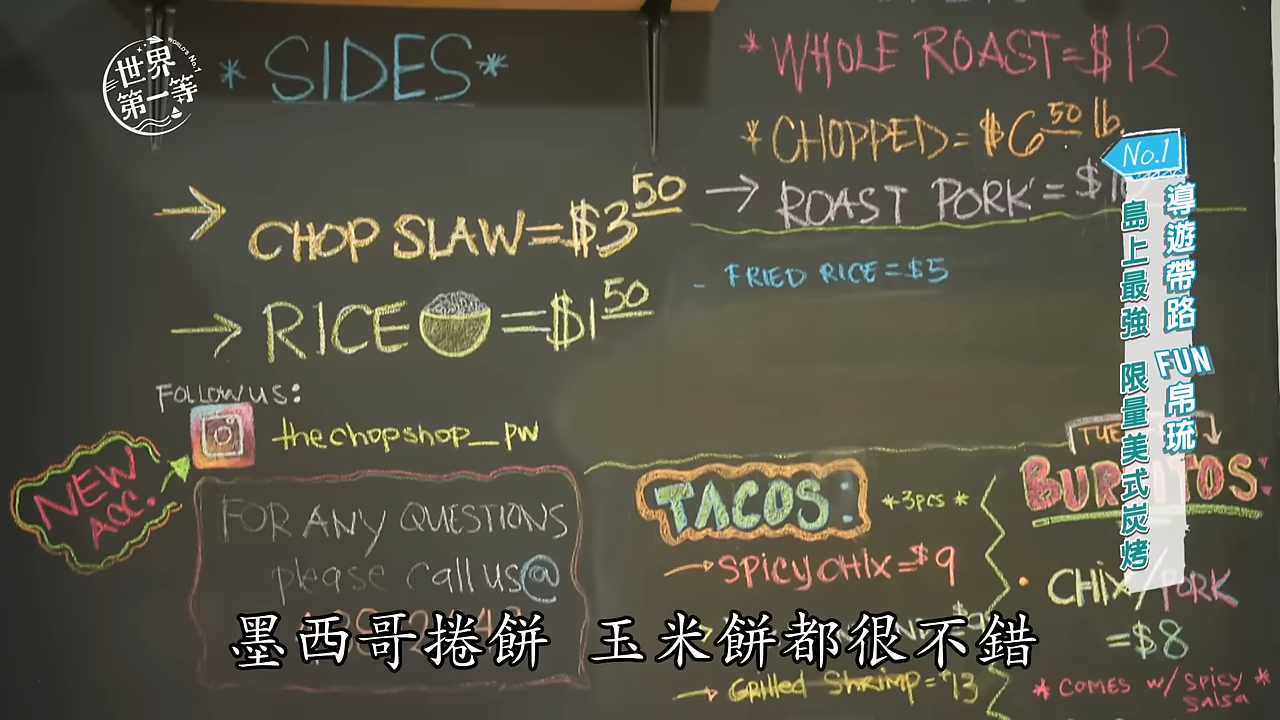 世界
第一等
WORLD'S No.1
* SIDES *
→ CHOP SLAW = $3 50
→ RICE = $1 50
FOLLOW US:
thechopshop_pw
NEW
ACC.
FOR ANY QUESTIONS
please call us@
* WHOLE ROAST = $12
* CHOPPED = $6 50 lb.
→ ROAST PORK =
- FRIED RICE = $5
TACOS:
*3pcs*
→ SPICY CHIX = $9
→ Grilled Shrimp = $13
BURRITOS:
• CHIX/PORK
= $8
* COMES W/ SPICY *
Salsa
No.1
導遊帶路 FUN帛琉
島上最強 限量美式炭烤
墨西哥捲餅 玉米餅都很不錯